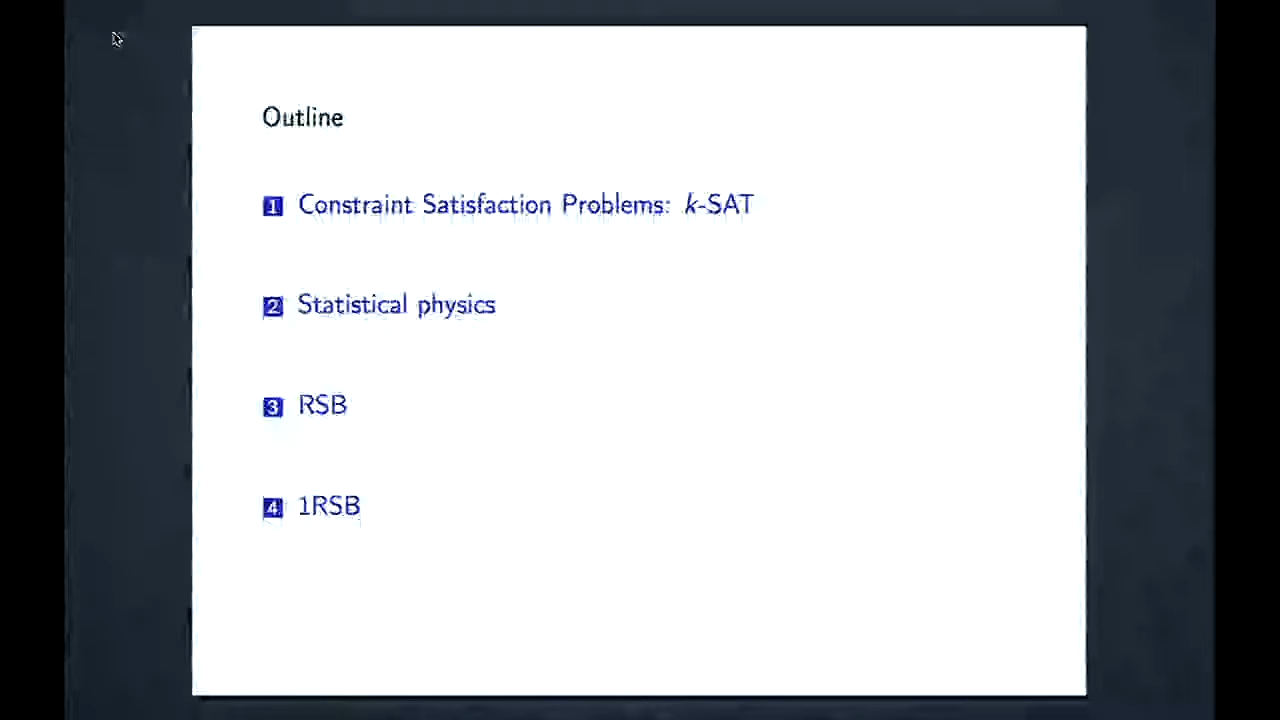 Outline
1 Constraint Satisfaction Problems: k-SAT
2 Statistical physics
3 RSB
4 1RSB